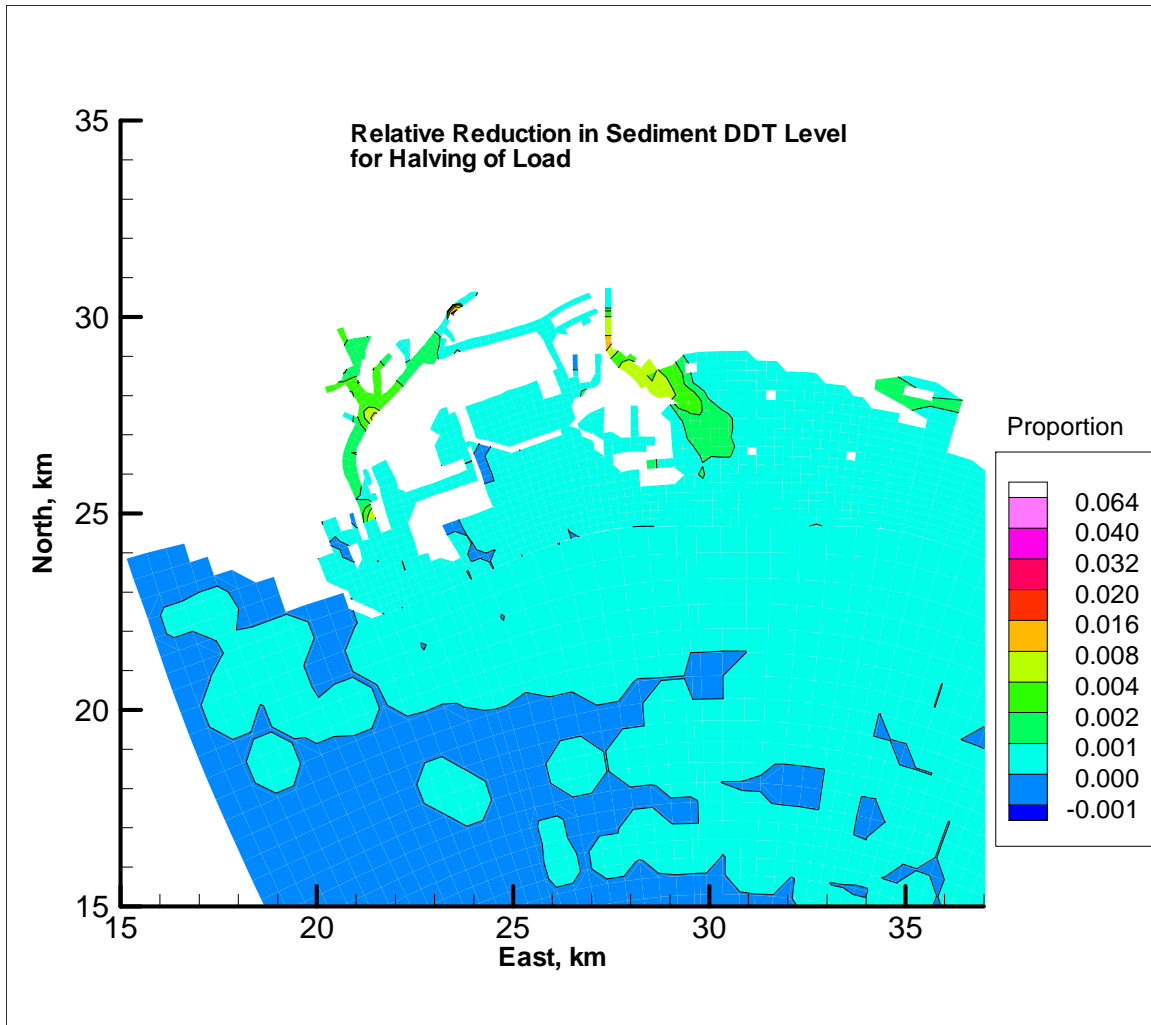 Relative Reduction in Sediment DDT Level
for Halving of Load
35
30
25
20
15
North, km
15 20 25 30 35
East, km
Proportion
0.064
0.040
0.032
0.020
0.016
0.008
0.004
0.002
0.001
0.000
-0.001